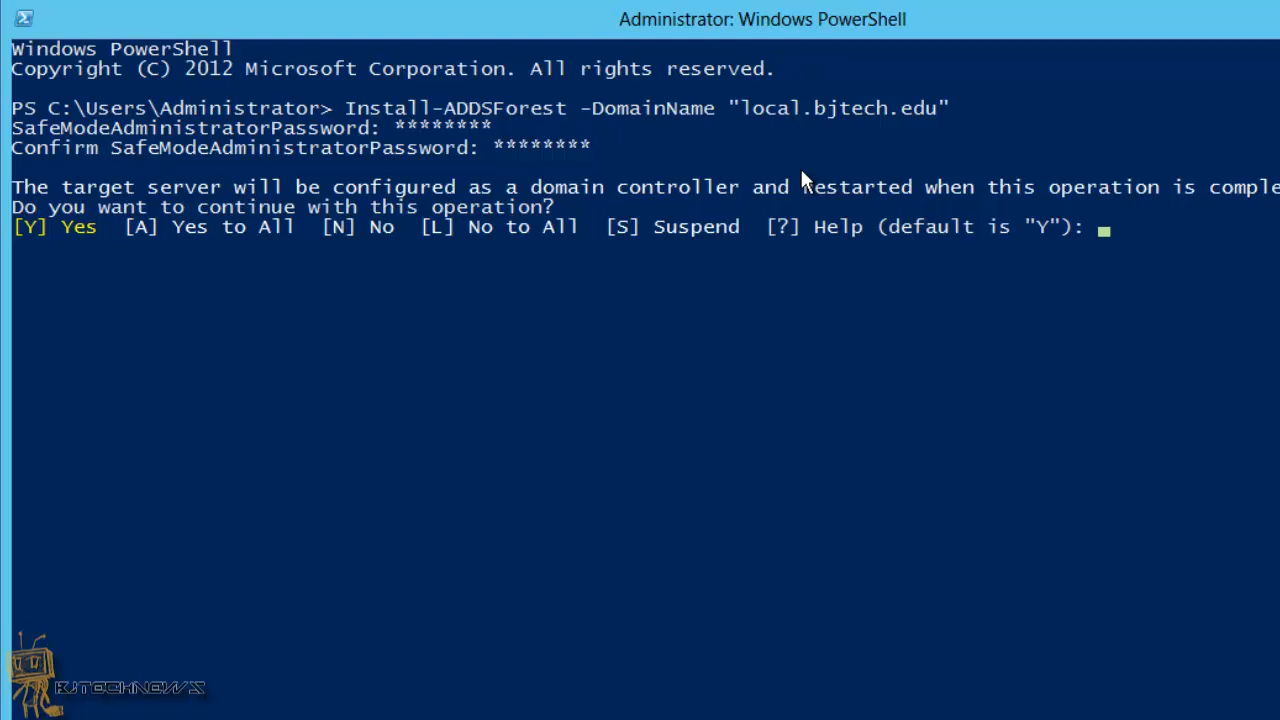 Administrator: Windows PowerShell
Windows PowerShell
Copyright (C) 2012 Microsoft Corporation. All rights reserved.
PS C:\Users\Administrator> Install-ADDSForest -DomainName "local.bjtech.edu"
SafeModeAdministratorPassword: ********
Confirm SafeModeAdministratorPassword: ********
The target server will be configured as a domain controller and restarted when this operation is comple
Do you want to continue with this operation?
[Y] Yes  [A] Yes to All  [N] No  [L] No to All  [S] Suspend  [?] Help (default is "Y"):
BJTECHNEWS